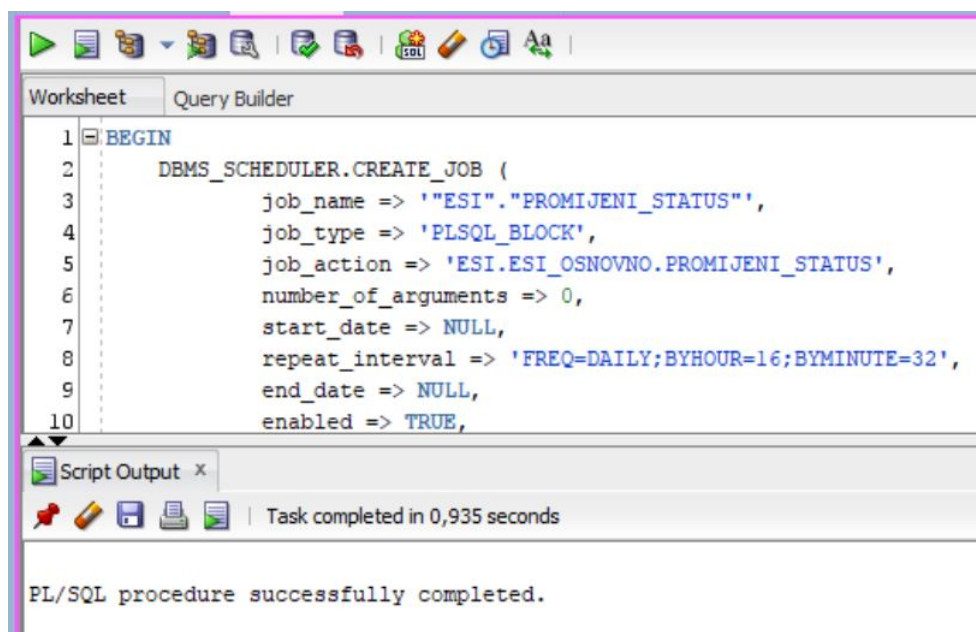 Worksheet Query Builder
1 BEGIN
2 DBMS_SCHEDULER.CREATE_JOB (
3 job_name => '"ESI"."PROMIJENI_STATUS"',
4 job_type => 'PLSQL_BLOCK',
5 job_action => 'ESI.ESI_OSNOVNO.PROMIJENI_STATUS',
6 number_of_arguments => 0,
7 start_date => NULL,
8 repeat_interval => 'FREQ=DAILY;BYHOUR=16;BYMINUTE=32',
9 end_date => NULL,
10 enabled => TRUE,
Script Output x
Task completed in 0,935 seconds
PL/SQL procedure successfully completed.